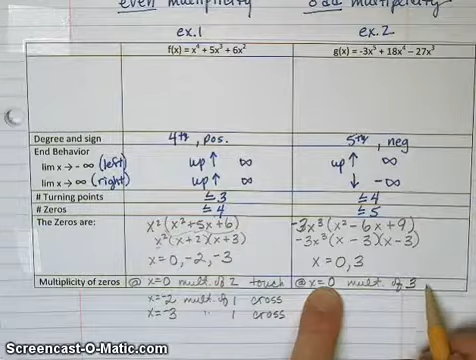 even multiplicity odd multiplicity
ex.1 ex.2
f(x) = x⁴ + 5x³ + 6x² g(x) = -3x⁵ + 18x⁴ – 27x³
Degree and sign 4th, pos. 5th, neg
End Behavior
lim x → - ∞ (left) up ↑ ∞ up ↑ ∞
lim x → ∞ (right) up ↑ ∞ ↓ -∞
# Turning points ≤ 3 ≤ 4
# Zeros ≤ 4 ≤ 5
The Zeros are: x²(x²+5x+6) -3x³(x²-6x+9)
x²(x+2)(x+3) -3x³(x-3)(x-3)
x=0,-2,-3 x=0,3
Multiplicity of zeros @ x=0 mult. of 2 touch @ x=0 mult. of 3
x=-2 mult. of 1 cross
x=-3 " 1 cross
Screencast-O-Matic.com